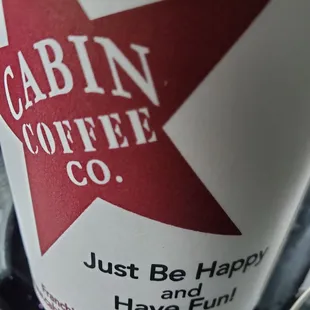 CABIN
COFFEE
CO.
Just Be Happy
and
Have Fun!